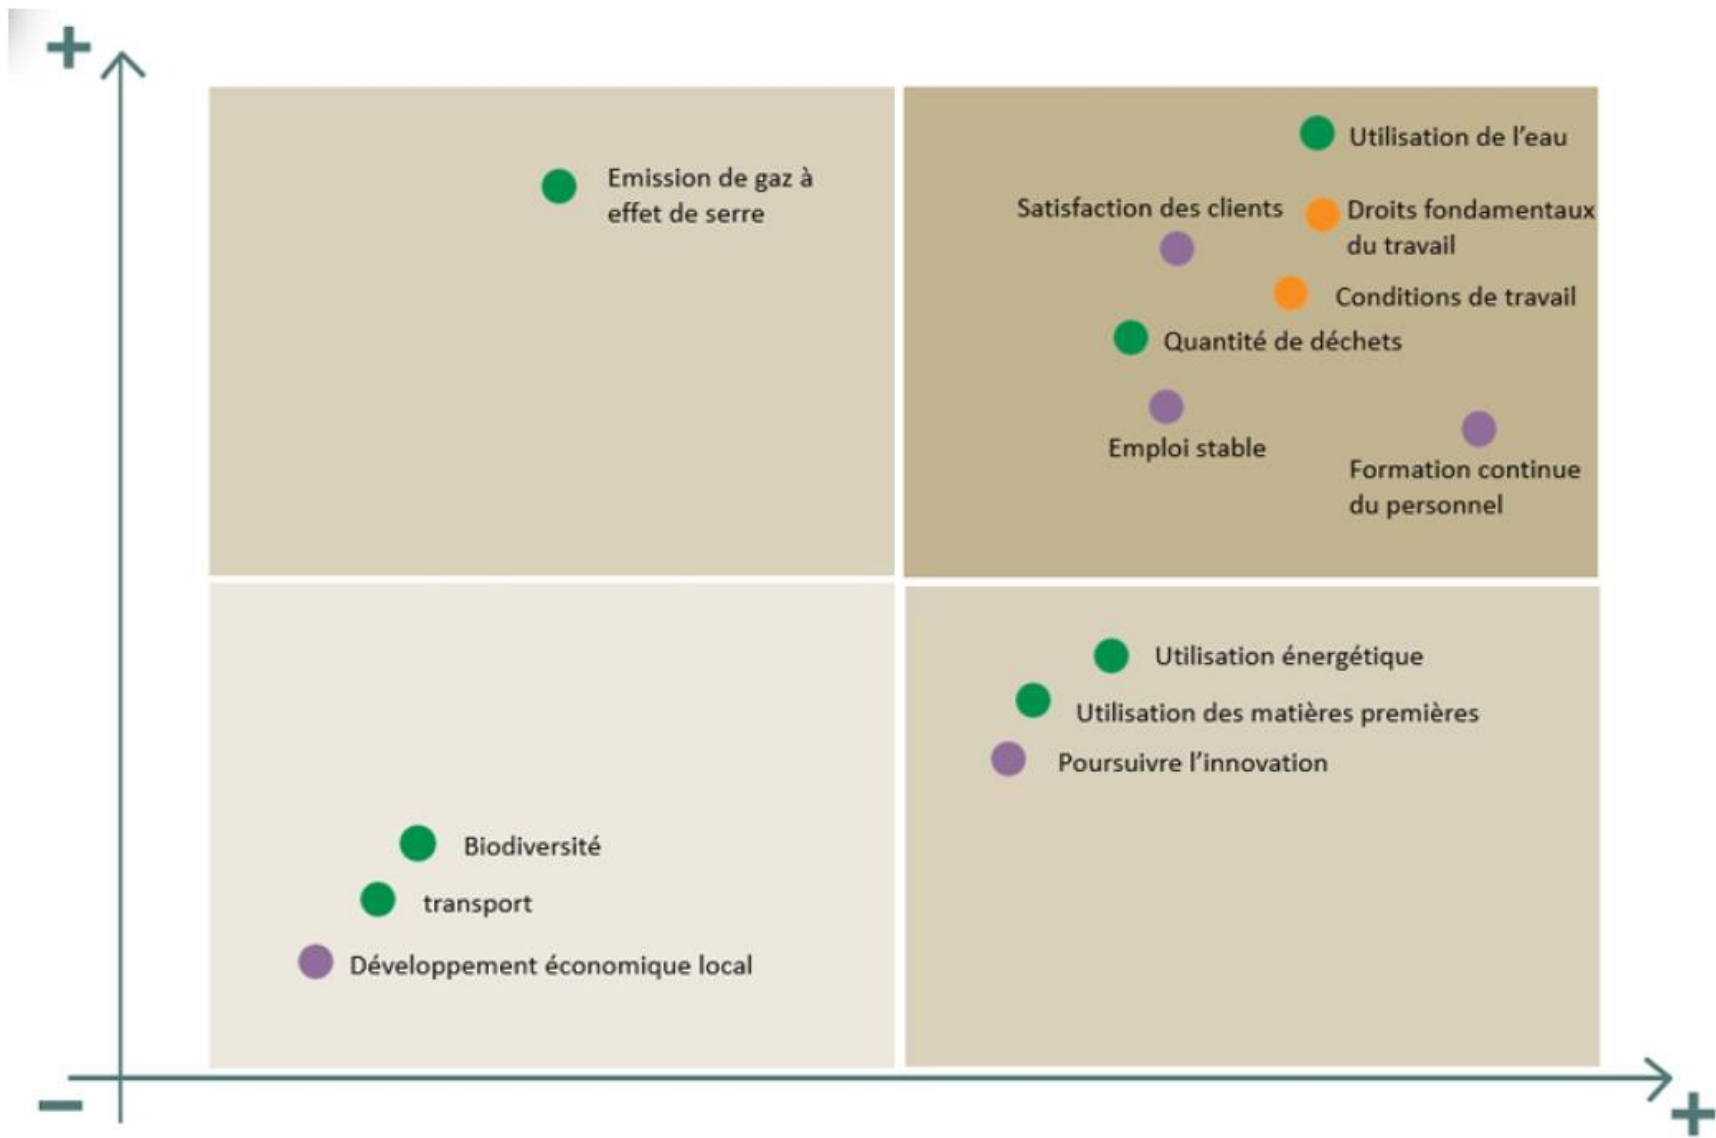 +
Emission de gaz à
effet de serre
Utilisation de l'eau
Satisfaction des clients
Droits fondamentaux
du travail
Conditions de travail
Quantité de déchets
Emploi stable
Formation continue
du personnel
Utilisation énergétique
Utilisation des matières premières
Poursuivre l'innovation
Biodiversité
transport
Développement économique local
−
+